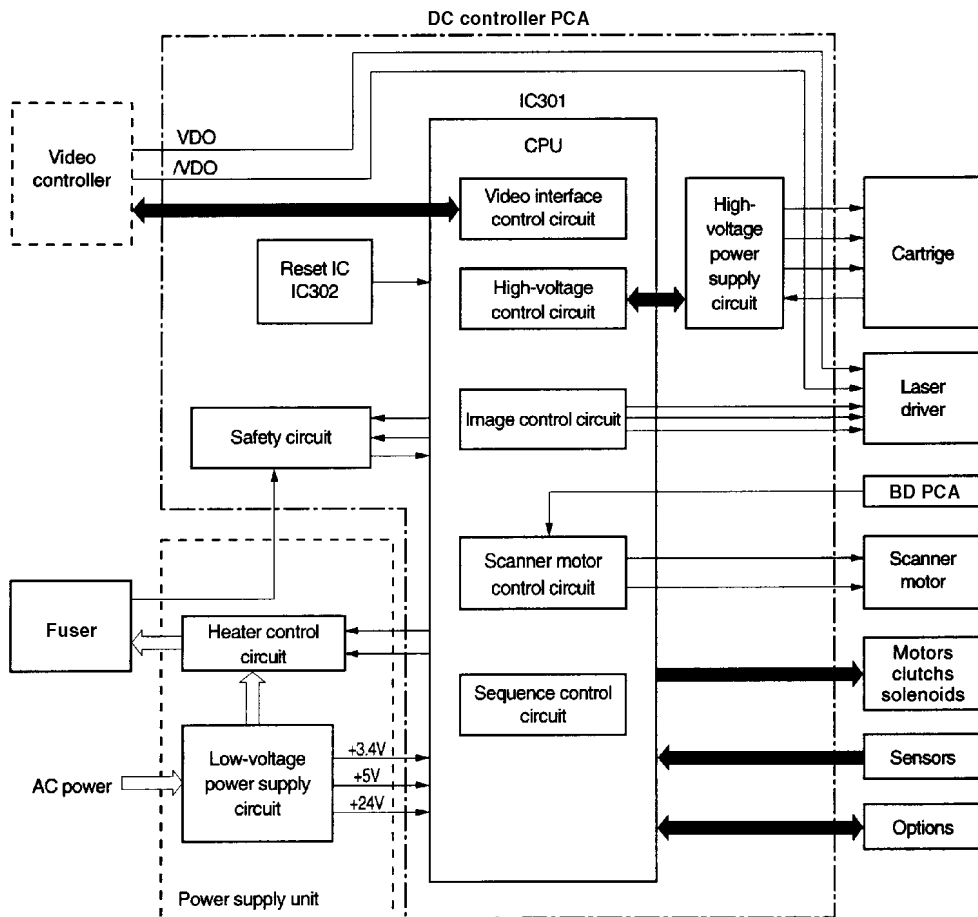 DC controller PCA
IC301
CPU
Video
controller
VDO
/VDO
Video interface
control circuit
High-
voltage
power
supply
circuit
Cartrige
Reset IC
IC302
High-voltage
control circuit
Laser
driver
Safety circuit
Image control circuit
BD PCA
Scanner motor
control circuit
Scanner
motor
Fuser
Heater control
circuit
Motors
clutchs
solenoids
Sequence control
circuit
AC power
Low-voltage
power supply
circuit
+3.4V
+5V
+24V
Sensors
Options
Power supply unit